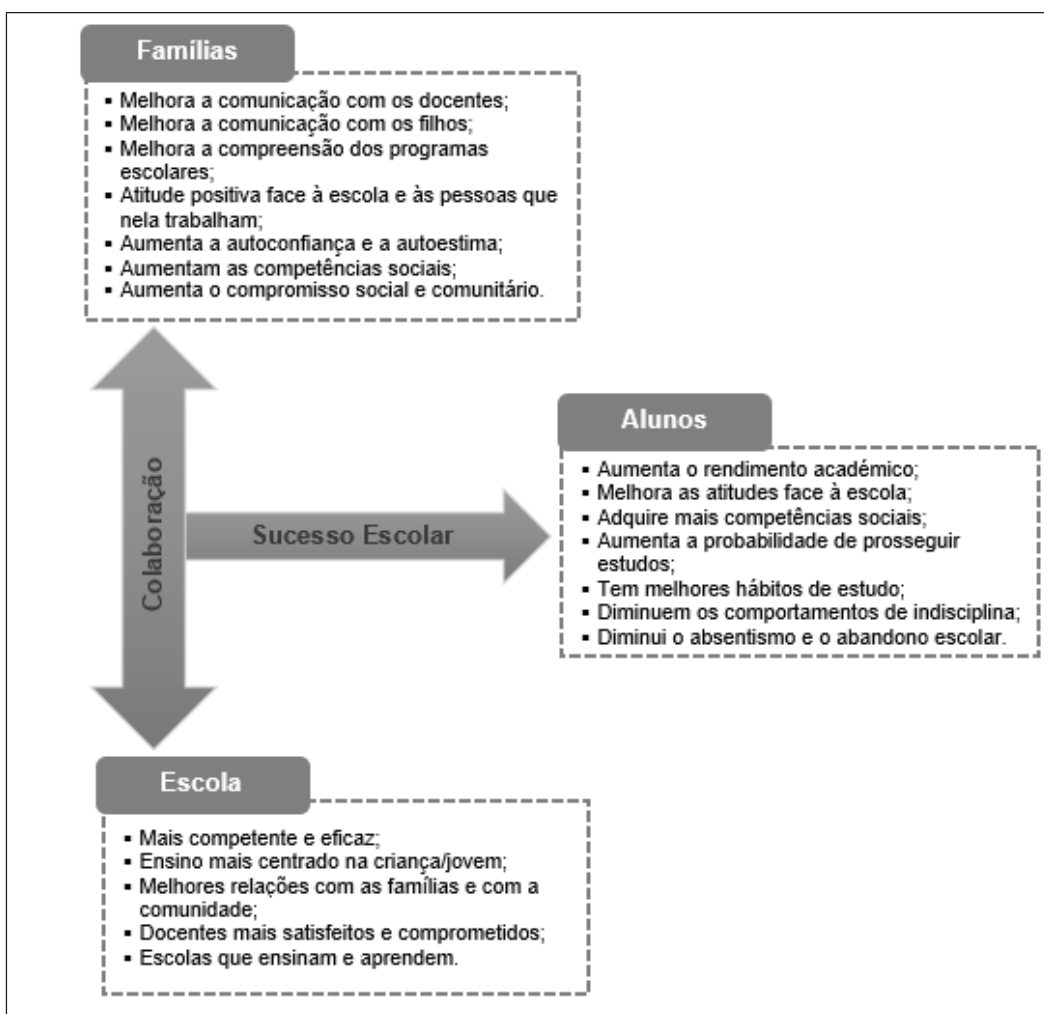 Famílias
▪ Melhora a comunicação com os docentes;
▪ Melhora a comunicação com os filhos;
▪ Melhora a compreensão dos programas
escolares;
▪ Atitude positiva face à escola e às pessoas que
nela trabalham;
▪ Aumenta a autoconfiança e a autoestima;
▪ Aumentam as competências sociais;
▪ Aumenta o compromisso social e comunitário.
Colaboração
Sucesso Escolar
Alunos
▪ Aumenta o rendimento académico;
▪ Melhora as atitudes face à escola;
▪ Adquire mais competências sociais;
▪ Aumenta a probabilidade de prosseguir
estudos;
▪ Tem melhores hábitos de estudo;
▪ Diminuem os comportamentos de indisciplina;
▪ Diminui o absentismo e o abandono escolar.
Escola
▪ Mais competente e eficaz;
▪ Ensino mais centrado na criança/jovem;
▪ Melhores relações com as famílias e com a
comunidade;
▪ Docentes mais satisfeitos e comprometidos;
▪ Escolas que ensinam e aprendem.